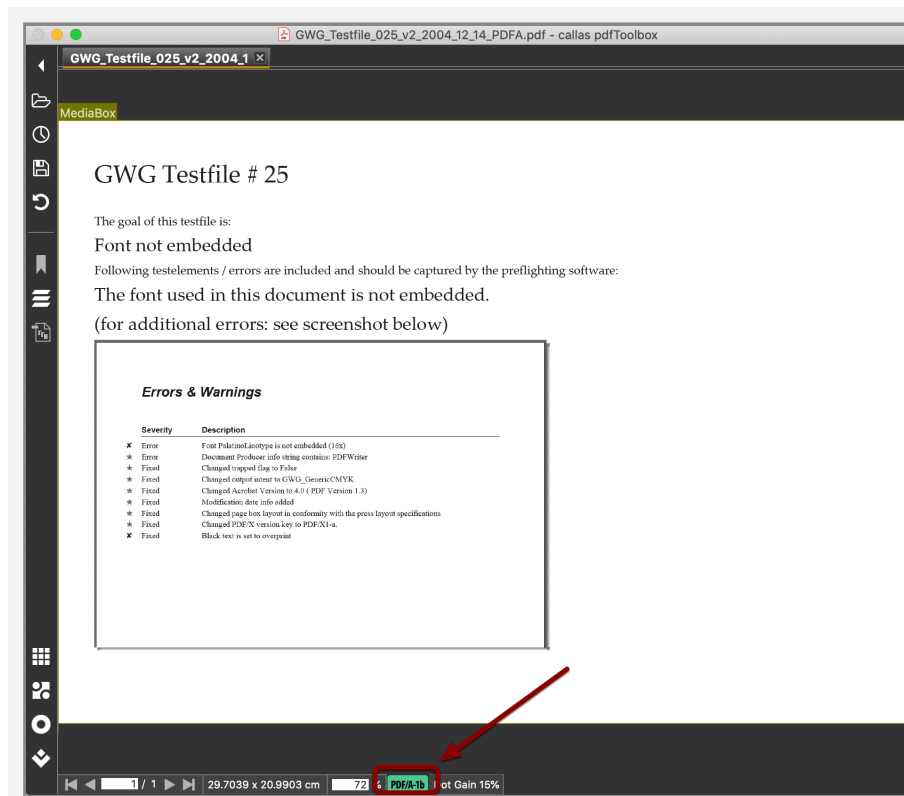 GWG_Testfile_025_v2_2004_12_14_PDFA.pdf - callas pdfToolbox
GWG_Testfile_025_v2_2004_1 ×
MediaBox
GWG Testfile # 25
The goal of this testfile is:
Font not embedded
Following testelements / errors are included and should be captured by the preflighting software:
The font used in this document is not embedded.
(for additional errors: see screenshot below)
Errors & Warnings
Severity Description
✘ Error Font PalatinoLinotype is not embedded (16x)
* Error Document Producer info string contains: PDFWriter
* Fixed Changed trapped flag to False
* Fixed Changed output intent to GWG_GenericCMYK
* Fixed Changed Acrobat Version to 4.0 ( PDF Version 1.3)
* Fixed Modification date info added
* Fixed Changed page box layout in conformity with the press layout specifications
* Fixed Changed PDF/X version key to PDF/X1-a.
✘ Fixed Black text is set to overprint
1 / 1 29.7039 x 20.9903 cm 72 % PDF/A-1b ot Gain 15%